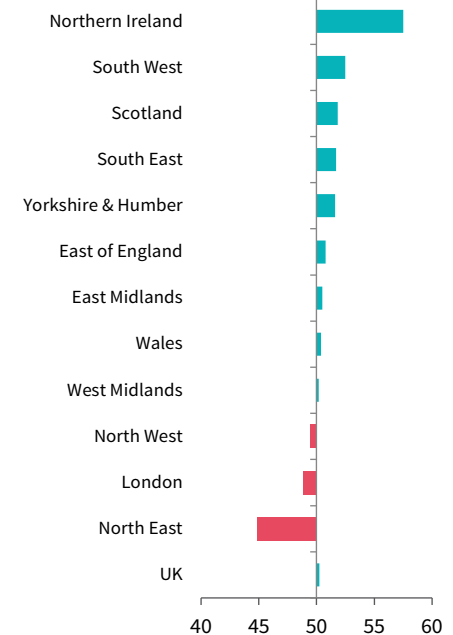 Northern Ireland
South West
Scotland
South East
Yorkshire & Humber
East of England
East Midlands
Wales
West Midlands
North West
London
North East
UK
40 45 50 55 60